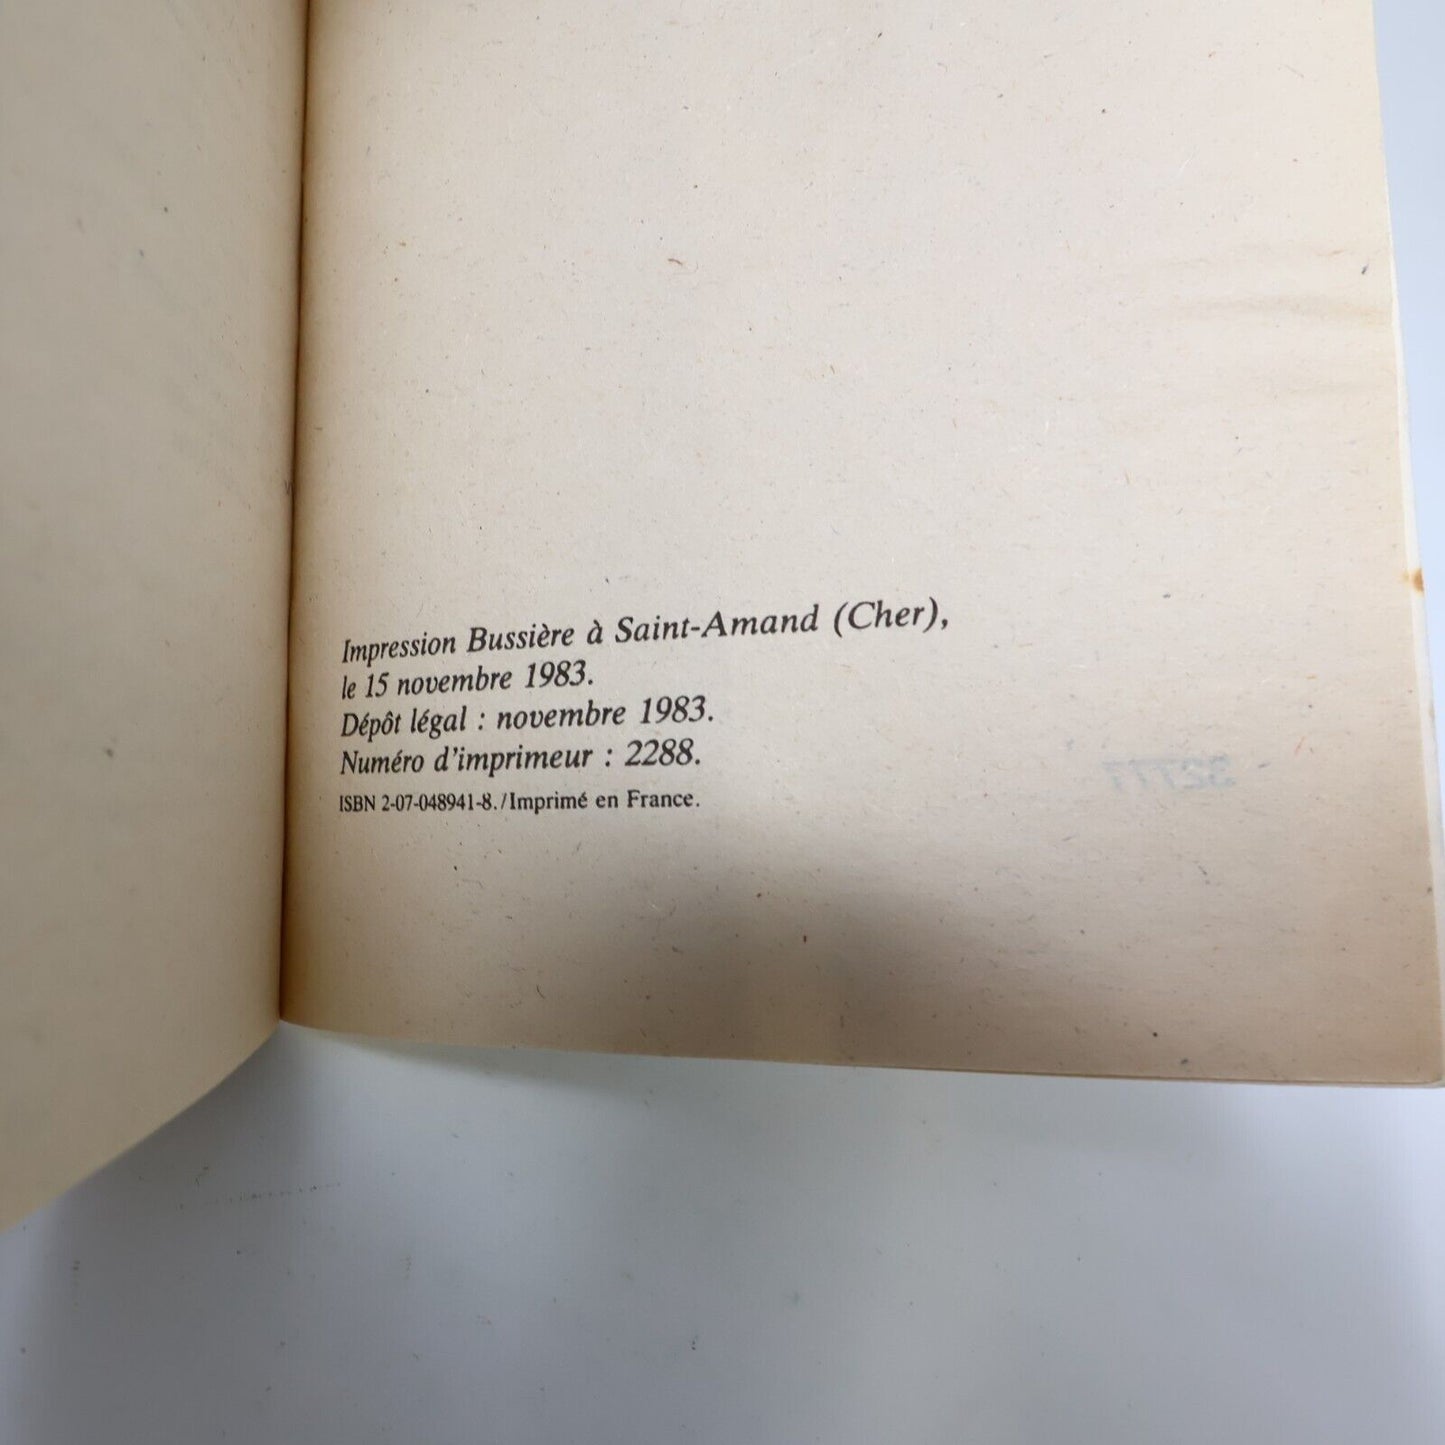 Impression Bussière à Saint-Amand (Cher),
le 15 novembre 1983.
Dépôt légal : novembre 1983.
Numéro d'imprimeur : 2288.
ISBN 2-07-048941-8./Imprimé en France.